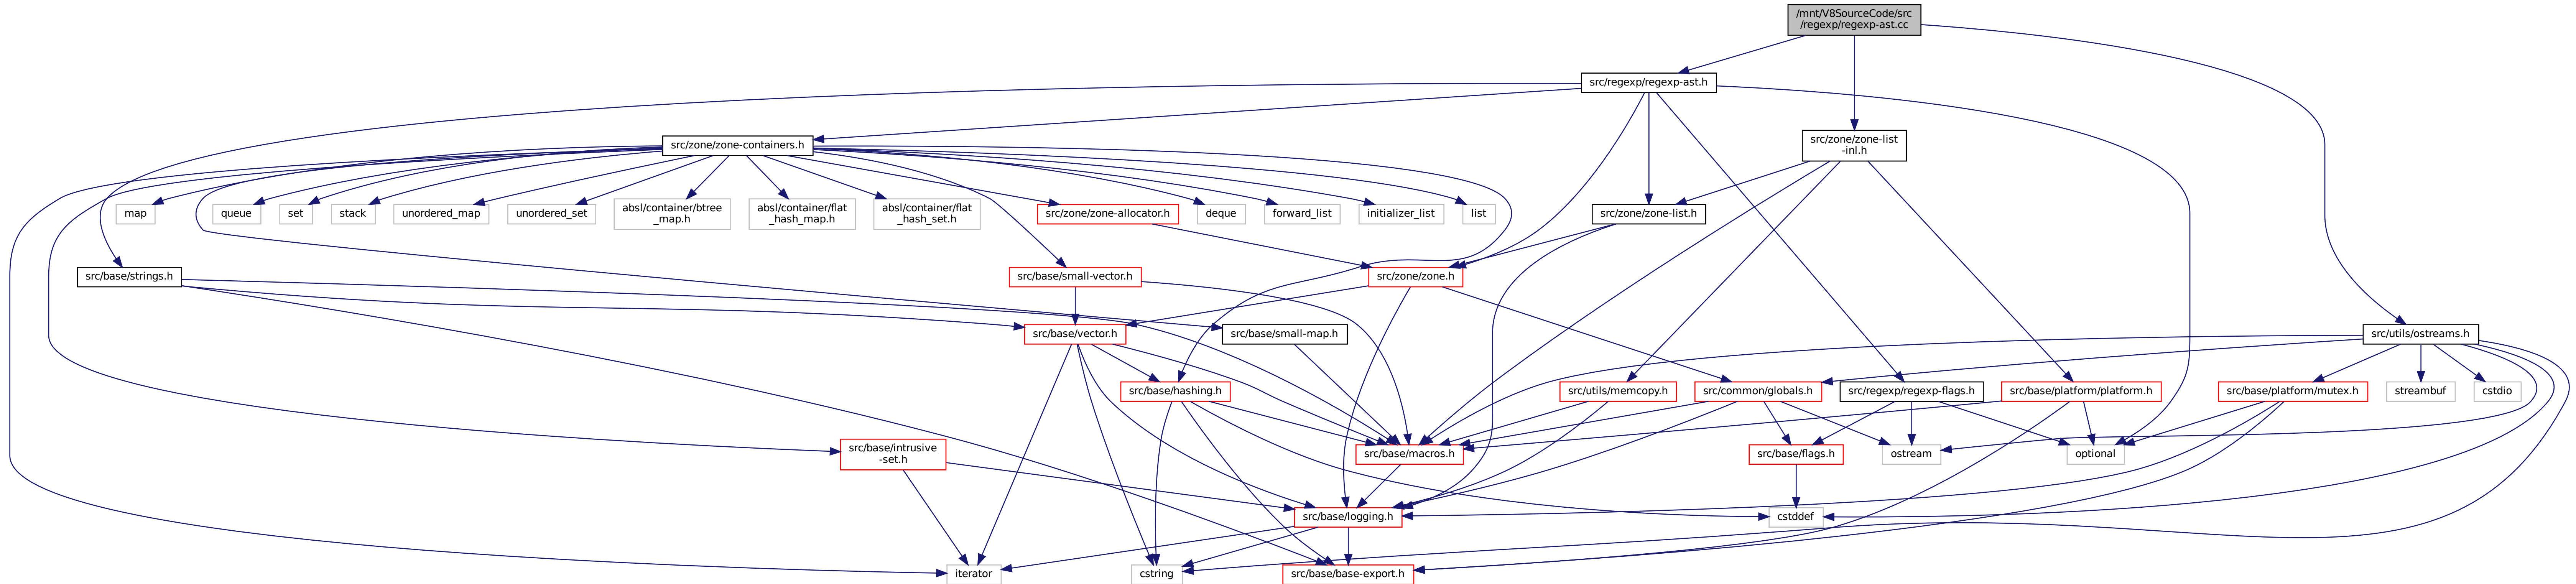 /mnt/V8SourceCode/src
/regexp/regexp-ast.cc
src/regexp/regexp-ast.h
src/zone/zone-containers.h
src/zone/zone-list
-inl.h
map
queue
set
stack
unordered_map
unordered_set
absl/container/btree
_map.h
absl/container/flat
_hash_map.h
absl/container/flat
_hash_set.h
src/zone/zone-allocator.h
deque
forward_list
initializer_list
list
src/zone/zone-list.h
src/base/strings.h
src/base/small-vector.h
src/zone/zone.h
src/base/vector.h
src/base/small-map.h
src/utils/ostreams.h
src/base/hashing.h
src/utils/memcopy.h
src/common/globals.h
src/regexp/regexp-flags.h
src/base/platform/platform.h
src/base/platform/mutex.h
streambuf
cstdio
src/base/intrusive
-set.h
src/base/macros.h
src/base/flags.h
ostream
optional
src/base/logging.h
cstddef
iterator
cstring
src/base/base-export.h